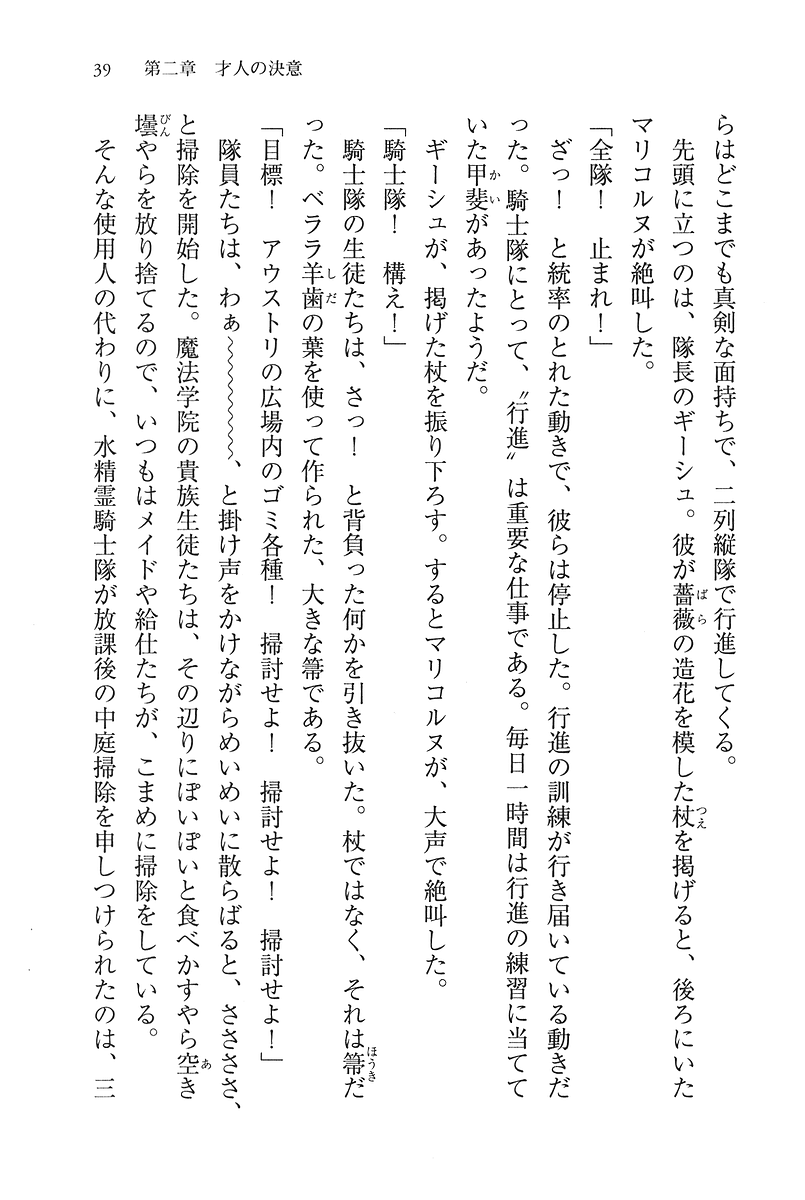 39　第二章　才人の決意
らはどこまでも真剣な面持ちで、二列縦隊で行進してくる。
　先頭に立つのは、隊長のギーシュ。彼が薔薇の造花を模した杖を掲げると、後ろにいた
マリコルヌが絶叫した。
「全隊！　止まれ！」
　ざっ！　と統率のとれた動きで、彼らは停止した。行進の訓練が行き届いている動きだ
った。騎士隊にとって、〝行進〟は重要な仕事である。毎日一時間は行進の練習に当てて
いた甲斐があったようだ。
　ギーシュが、掲げた杖を振り下ろす。するとマリコルヌが、大声で絶叫した。
「騎士隊！　構え！」
　騎士隊の生徒たちは、さっ！　と背負った何かを引き抜いた。杖ではなく、それは箒だ
った。ベララ羊歯の葉を使って作られた、大きな箒である。
「目標！　アウストリの広場内のゴミ各種！　掃討せよ！　掃討せよ！　掃討せよ！」
　隊員たちは、わぁ〜〜〜〜〜〜〜、と掛け声をかけながらめいめいに散らばると、ささささ、
と掃除を開始した。魔法学院の貴族生徒たちは、その辺りにぽいぽいと食べかすやら空き
壜やらを放り捨てるので、いつもはメイドや給仕たちが、こまめに掃除をしている。
　そんな使用人の代わりに、水精霊騎士隊が放課後の中庭掃除を申しつけられたのは、三